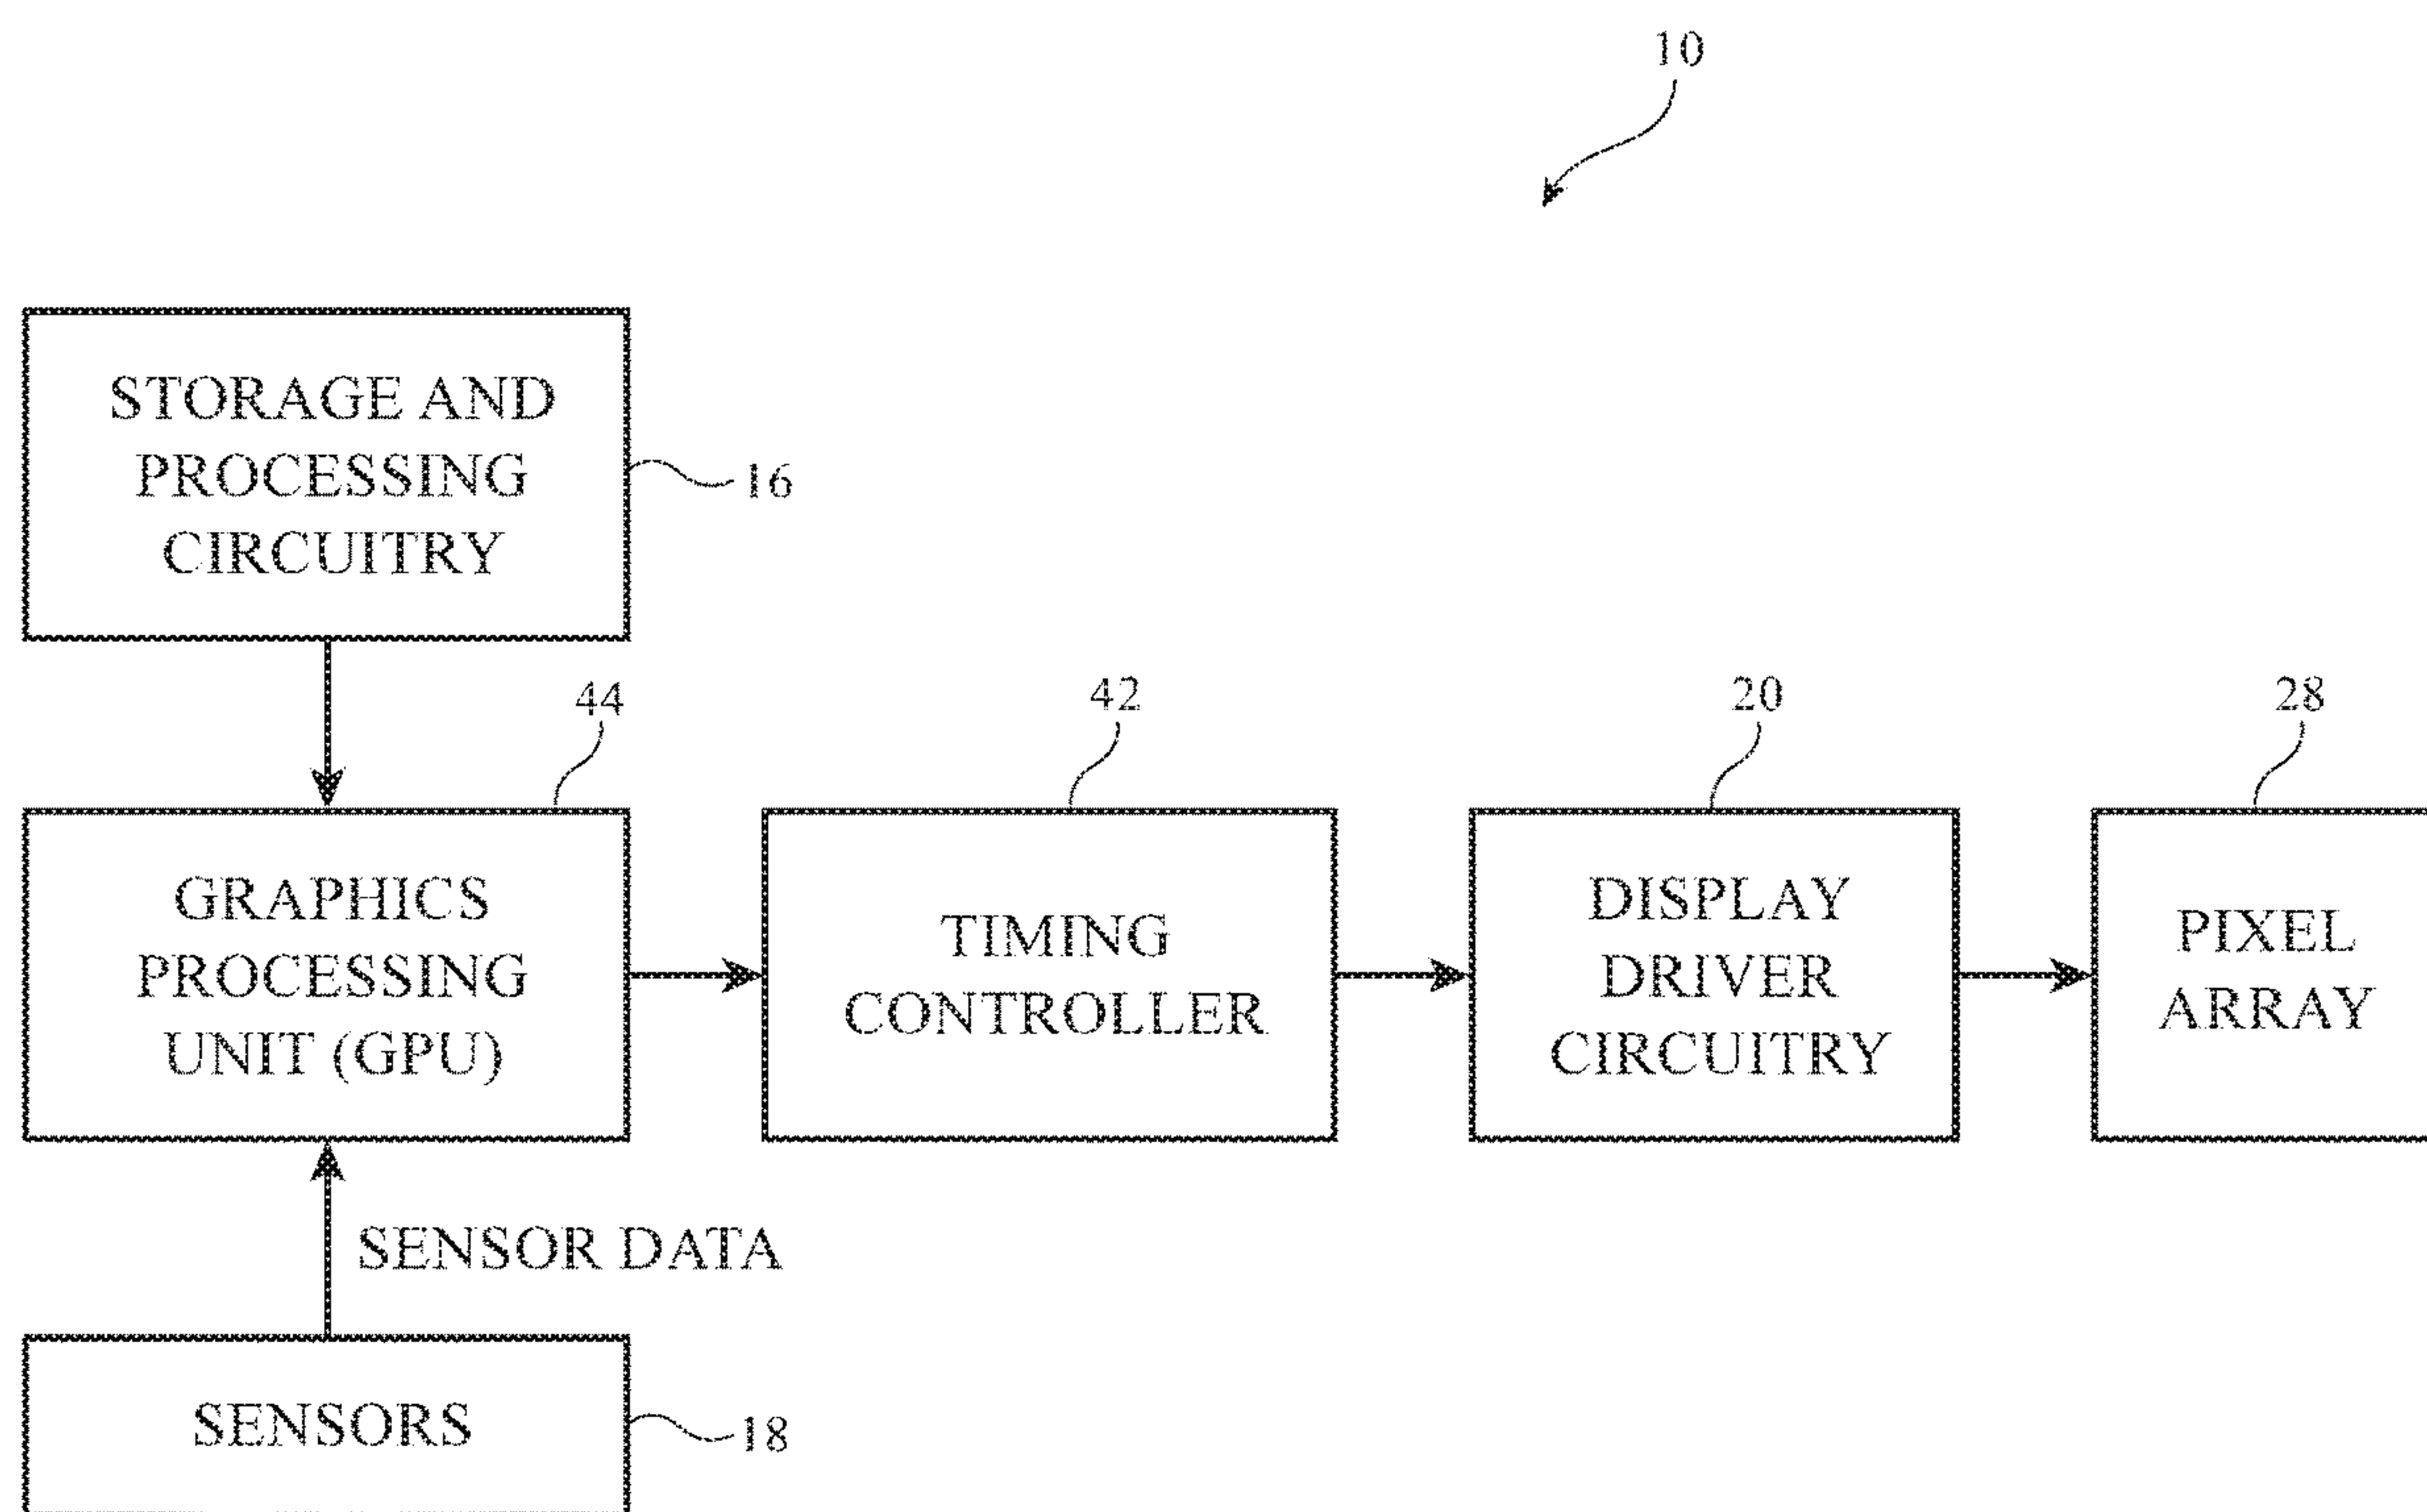 10
STORAGE AND
PROCESSING
CIRCUITRY
16
44
42
20
28
GRAPHICS
PROCESSING
UNIT (GPU)
TIMING
CONTROLLER
DISPLAY
DRIVER
CIRCUITRY
PIXEL
ARRAY
SENSOR DATA
SENSORS
18